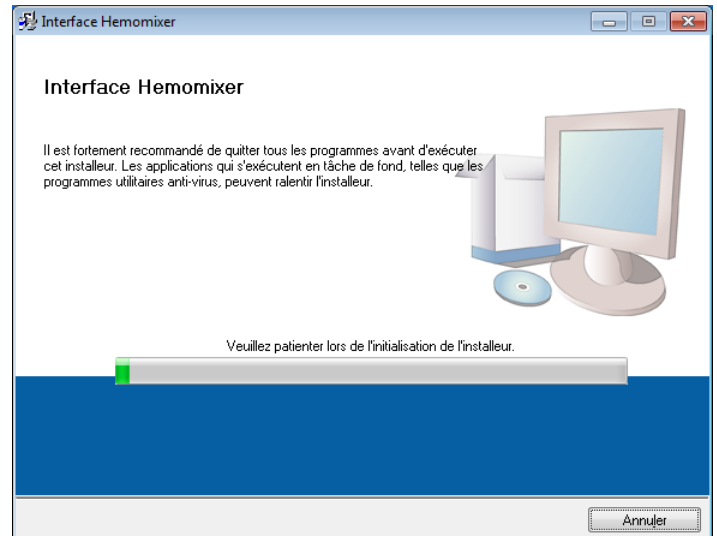 Interface Hemomixer
Interface Hemomixer
Il est fortement recommandé de quitter tous les programmes avant d'exécuter
cet installeur. Les applications qui s'exécutent en tâche de fond, telles que les
programmes utilitaires anti-virus, peuvent ralentir l'installeur.
Veuillez patienter lors de l'initialisation de l'installeur.
Annuler